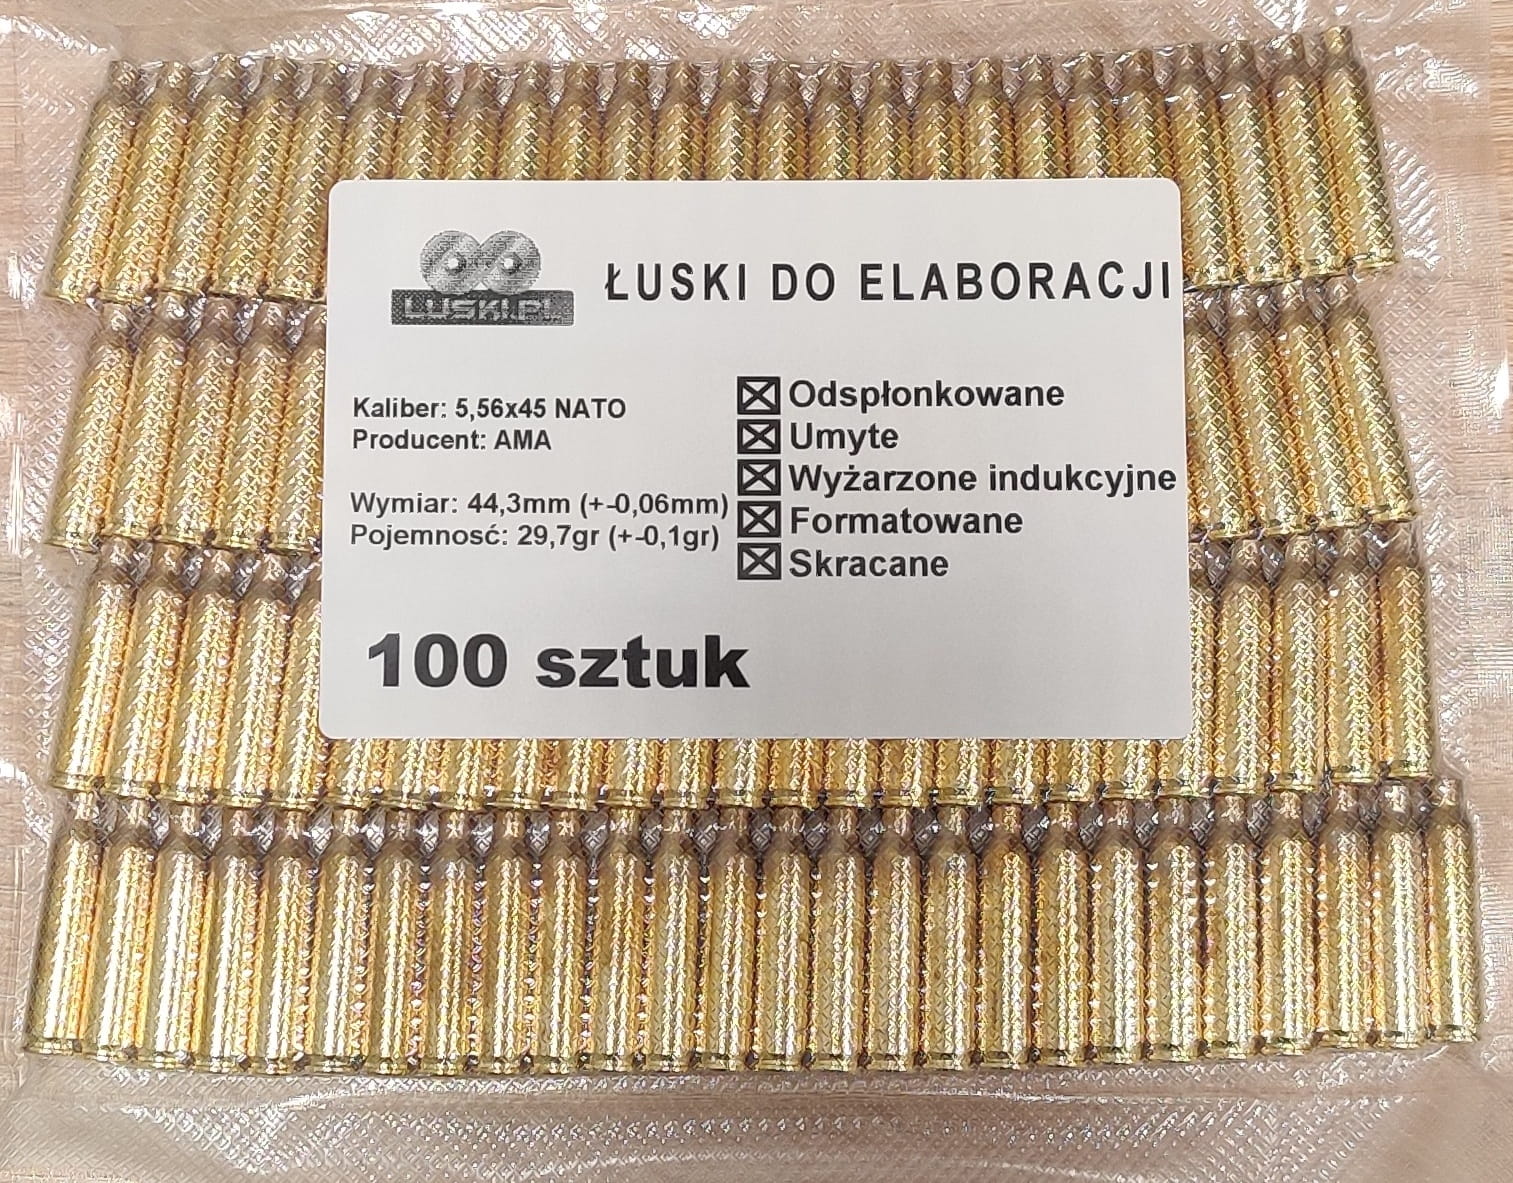 LUSKI.PL
ŁUSKI DO ELABORACJI
Kaliber: 5,56x45 NATO
Producent: AMA
Wymiar: 44,3mm (+-0,06mm)
Pojemność: 29,7gr (+-0,1gr)
Odspłonkowane
Umyte
Wyżarzone indukcyjne
Formatowane
Skracane
100 sztuk